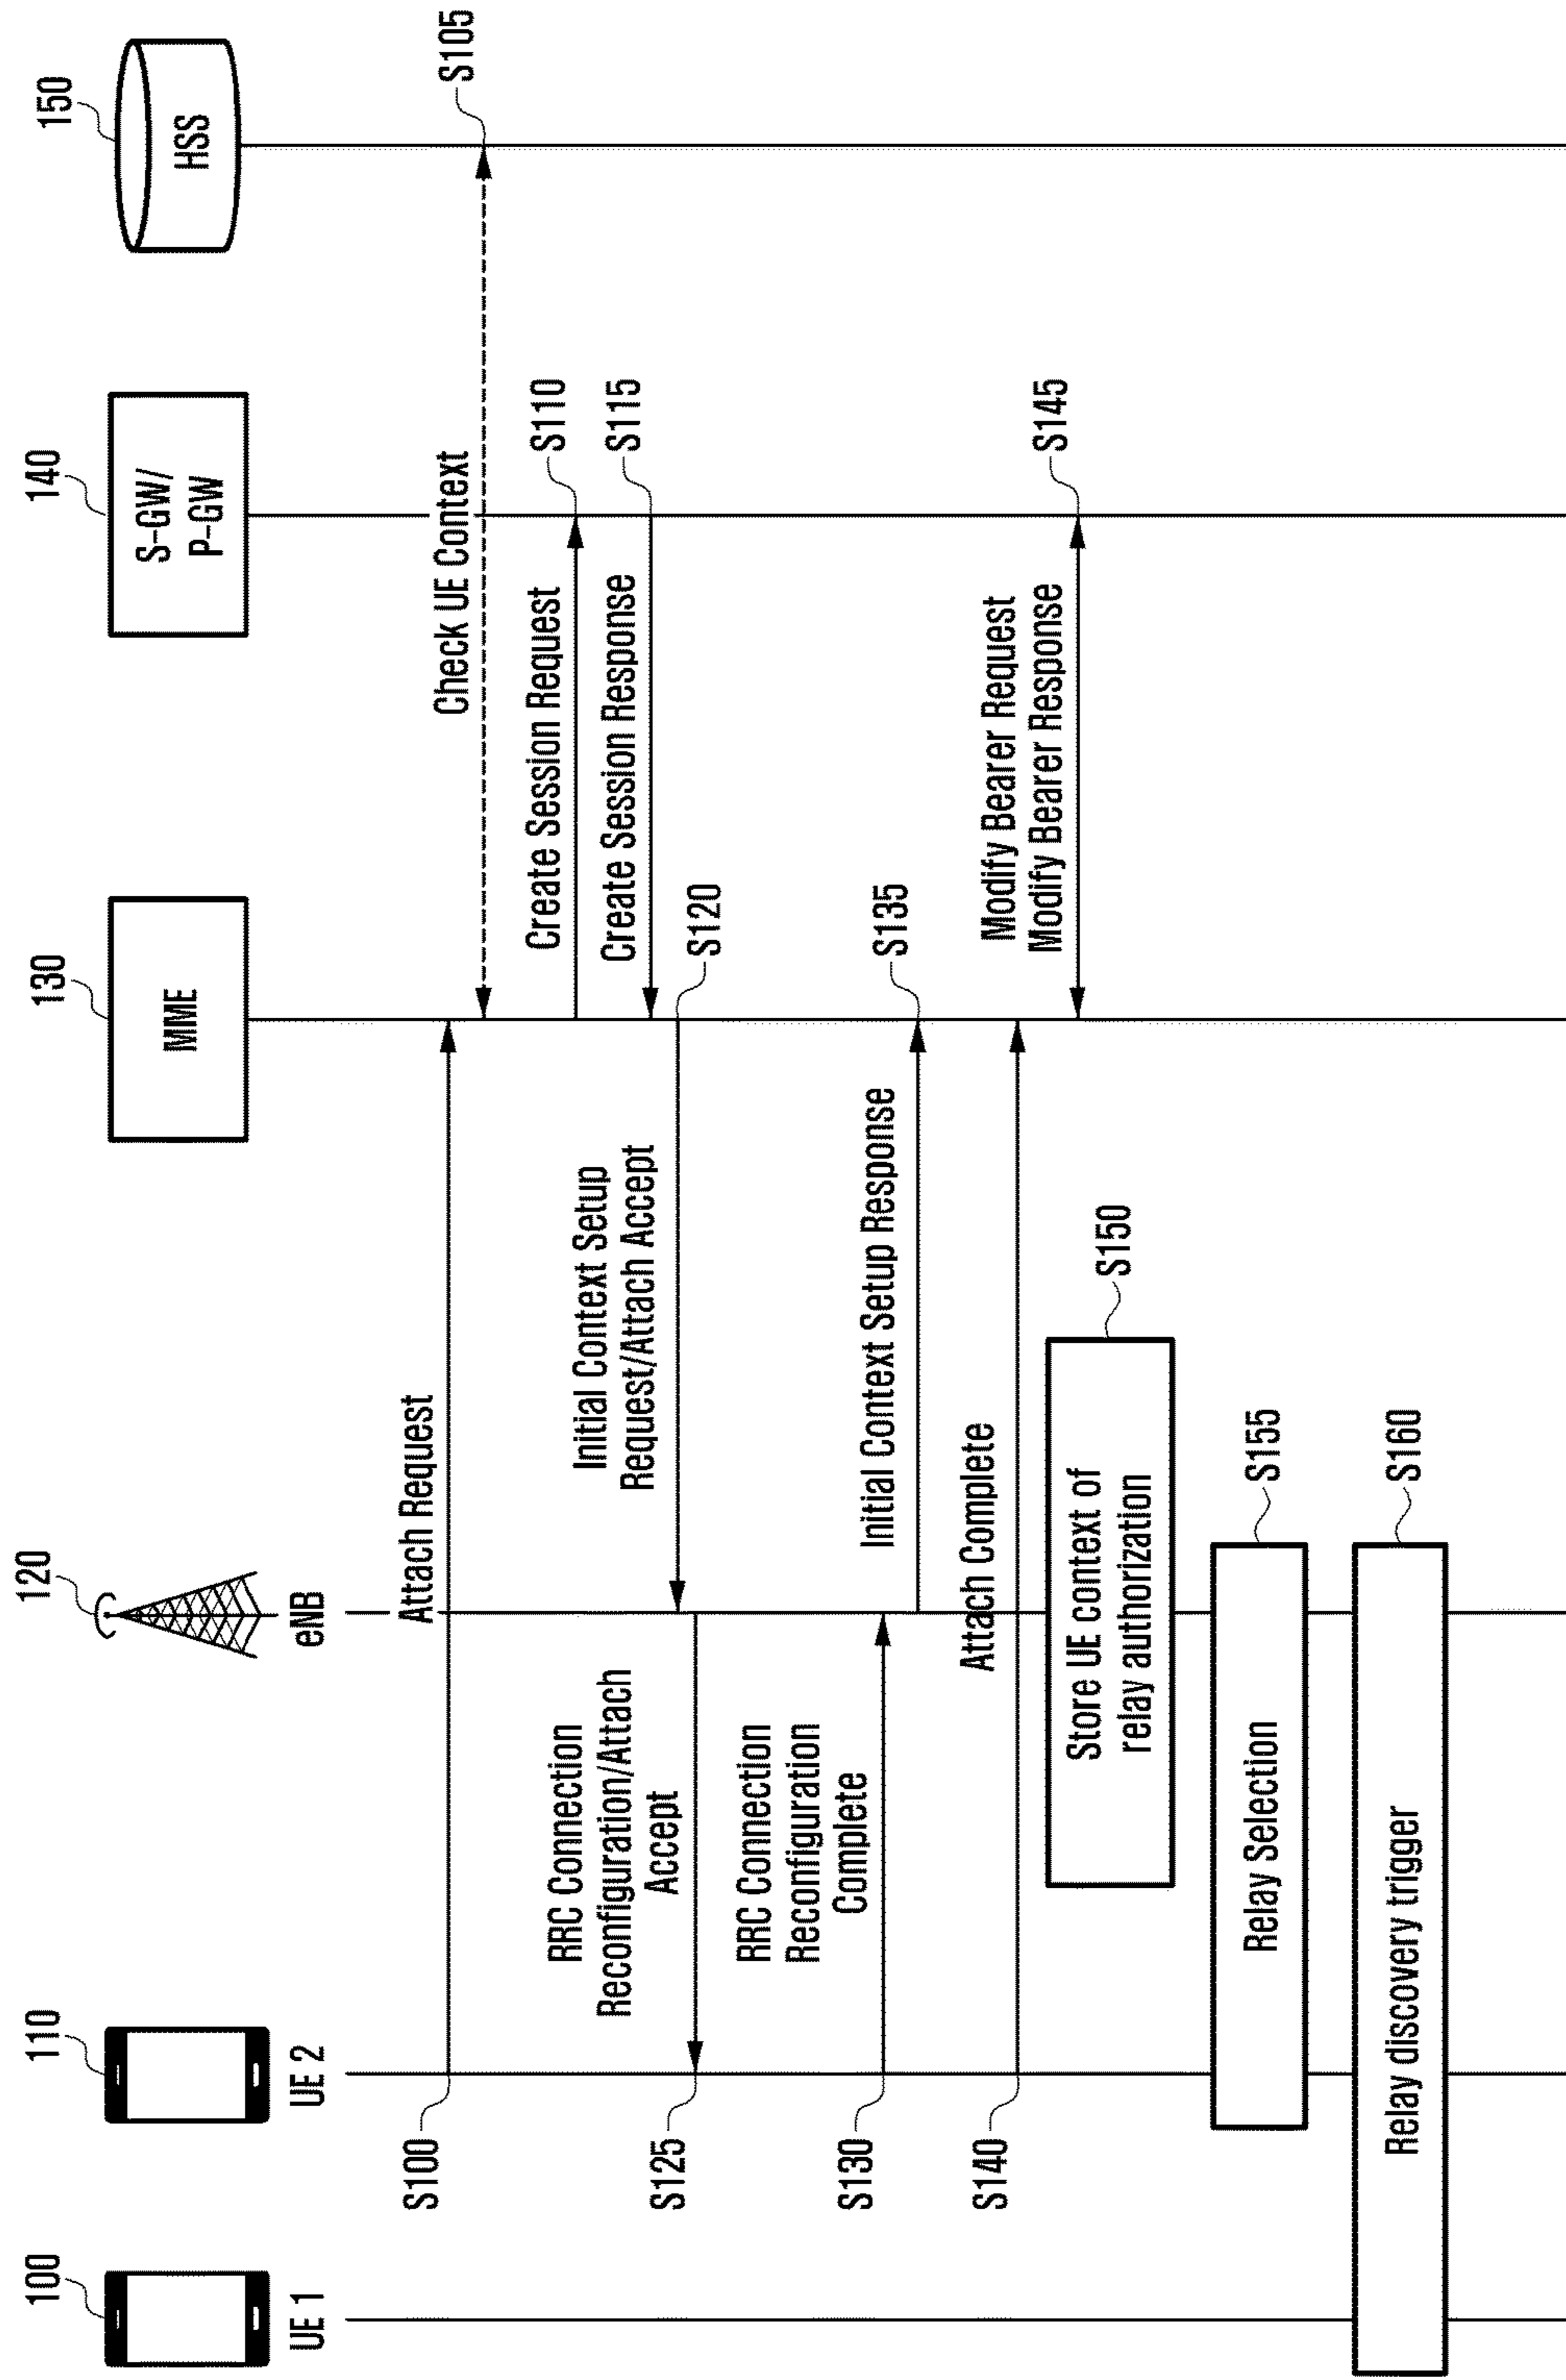 100
UE 1
110
UE 2
120
eNB
130
MME
140
S-GW/
P-GW
150
HSS
S100
Attach Request
Check UE Context
S105
Create Session Request
S110
Create Session Response
S115
Initial Context Setup
Request/Attach Accept
S120
RRC Connection
Reconfiguration/Attach
Accept
S125
RRC Connection
Reconfiguration
Complete
S130
Initial Context Setup Response
S135
S140
Attach Complete
Modify Bearer Request
Modify Bearer Response
S145
Store UE context of
relay authorization
S150
Relay Selection
S155
Relay discovery trigger
S160